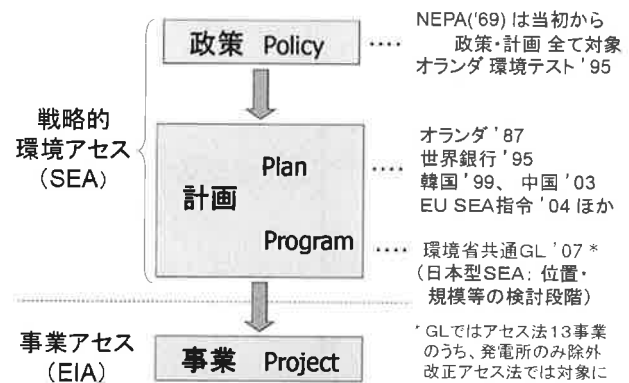 政策 Policy
‥‥ NEPA('69) は当初から
政策・計画 全て対象
オランダ 環境テスト '95
戦略的
環境アセス
(SEA)
計画
Plan
Program
‥‥ オランダ '87
世界銀行 '95
韓国 '99、 中国 '03
EU SEA指令 '04 ほか
‥‥ 環境省共通GL '07 *
(日本型SEA: 位置・
規模等の検討段階)
事業アセス
(EIA)
事業 Project
* GLではアセス法13事業
のうち、発電所のみ除外
改正アセス法では対象に